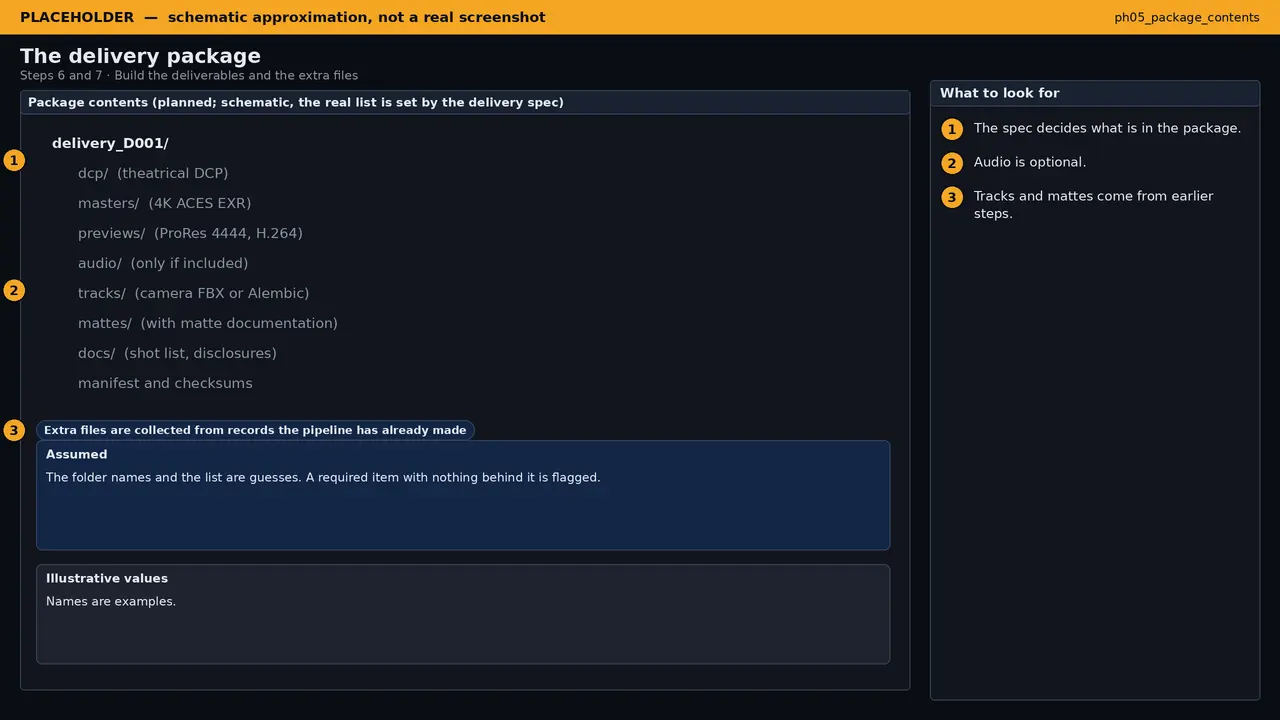 PLACEHOLDER — schematic approximation, not a real screenshot
ph05_package_contents
The delivery package
Steps 6 and 7 · Build the deliverables and the extra files
Package contents (planned; schematic, the real list is set by the delivery spec)
delivery_D001/
1
dcp/ (theatrical DCP)
masters/ (4K ACES EXR)
previews/ (ProRes 4444, H.264)
audio/ (only if included)
2
tracks/ (camera FBX or Alembic)
mattes/ (with matte documentation)
docs/ (shot list, disclosures)
manifest and checksums
3
Extra files are collected from records the pipeline has already made
Assumed
The folder names and the list are guesses. A required item with nothing behind it is flagged.
Illustrative values
Names are examples.
What to look for
1 The spec decides what is in the package.
2 Audio is optional.
3 Tracks and mattes come from earlier
steps.